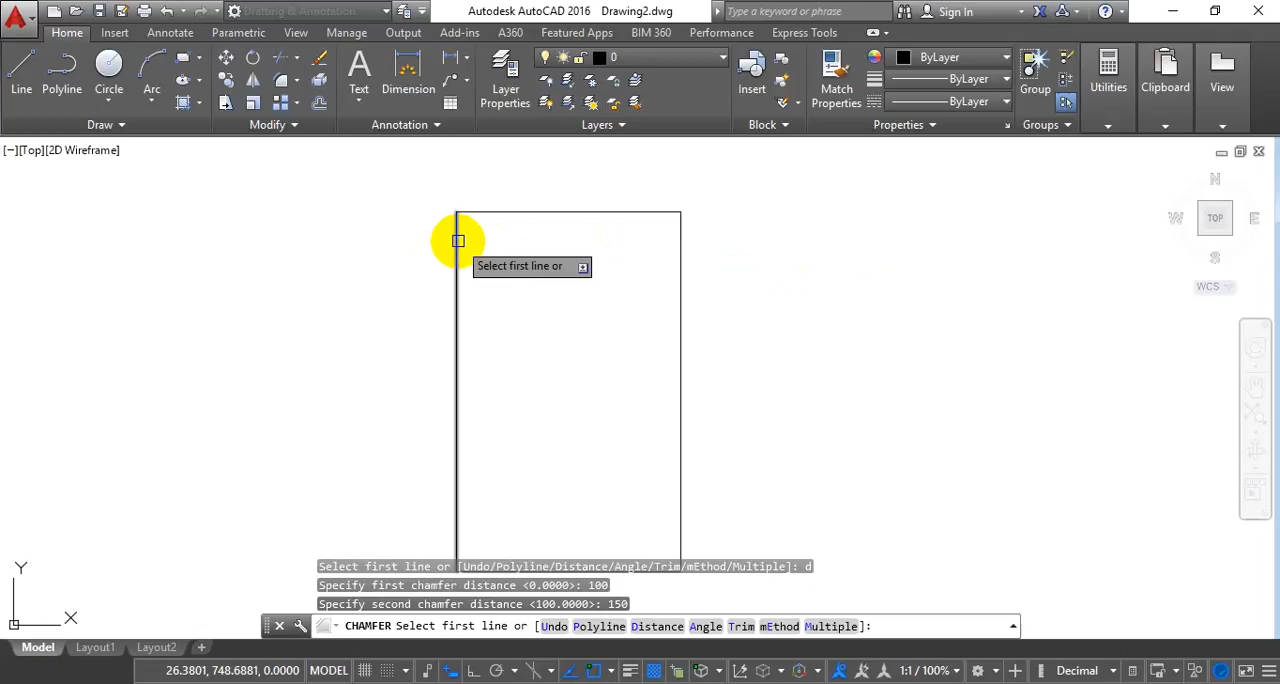 Drafting & Annotation
Autodesk AutoCAD 2016 Drawing2.dwg
Type a keyword or phrase
Sign In
Home Insert Annotate Parametric View Manage Output Add-ins A360 Featured Apps BIM 360 Performance Express Tools
0
ByLayer
ByLayer
ByLayer
Line Polyline Circle Arc Text Dimension Layer Properties Insert Match Properties Group Utilities Clipboard View
Draw Modify Annotation Layers Block Properties Groups
[−][Top][2D Wireframe]
N
W TOP E
S
WCS
Select first line or
Y
X
Select first line or [Undo/Polyline/Distance/Angle/Trim/mEthod/Multiple]: d
Specify first chamfer distance <0.0000>: 100
Specify second chamfer distance <100.0000>: 150
CHAMFER Select first line or [Undo Polyline Distance Angle Trim mEthod Multiple]:
Model Layout1 Layout2 +
26.3801, 748.6881, 0.0000 MODEL 1:1 / 100% Decimal